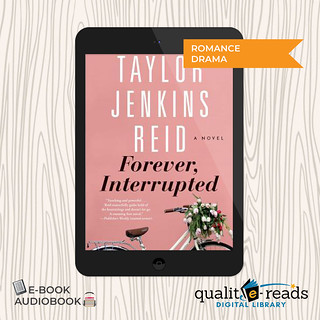 ROMANCE
DRAMA
TAYLOR
JENKINS
REID
A NOVEL
Forever,
Interrupted
E-BOOK
AUDIOBOOK
qualit e-reads
DIGITAL LIBRARY